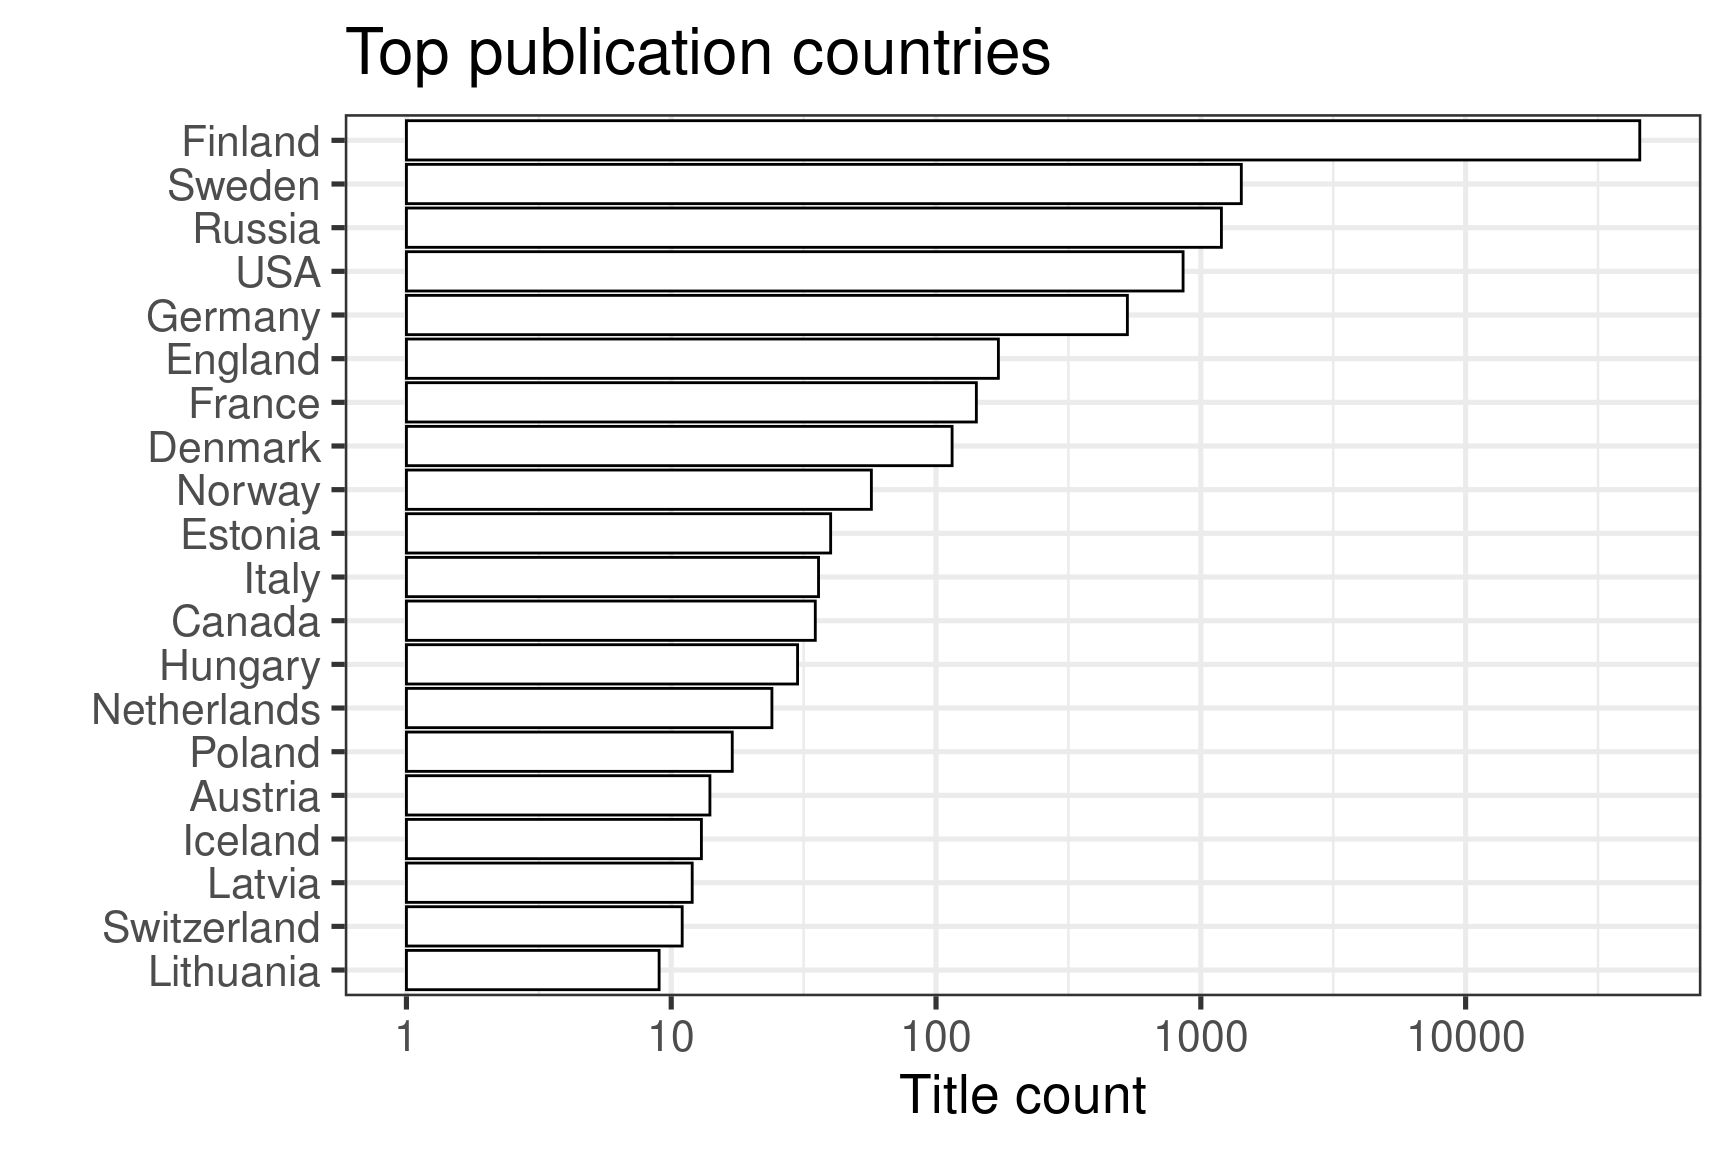 Top publication countries
Finland
Sweden
Russia
USA
Germany
England
France
Denmark
Norway
Estonia
Italy
Canada
Hungary
Netherlands
Poland
Austria
Iceland
Latvia
Switzerland
Lithuania
1 10 100 1000 10000
Title count